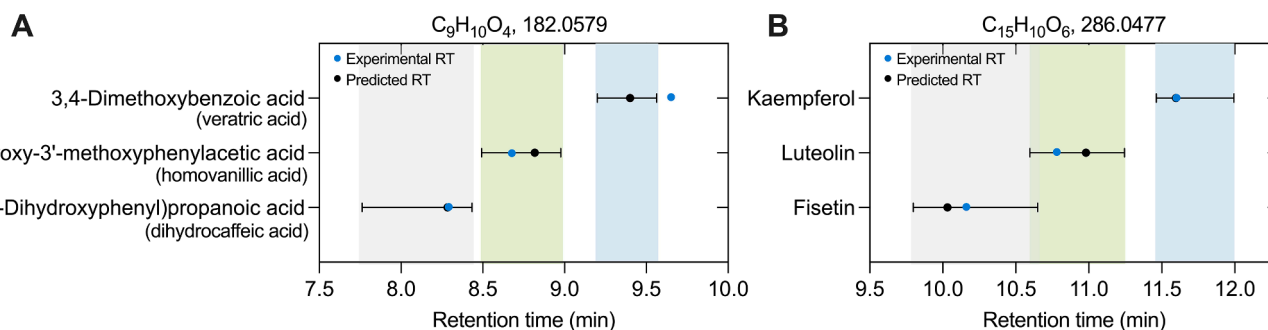 A
C₉H₁₀O₄, 182.0579
Experimental RT
Predicted RT
3,4-Dimethoxybenzoic acid
(veratric acid)
oxy-3'-methoxyphenylacetic acid
(homovanillic acid)
-Dihydroxyphenyl)propanoic acid
(dihydrocaffeic acid)
7.5 8.0 8.5 9.0 9.5 10.0
Retention time (min)
B
C₁₅H₁₀O₆, 286.0477
Experimental RT
Predicted RT
Kaempferol
Luteolin
Fisetin
9.5 10.0 10.5 11.0 11.5 12.0
Retention time (min)